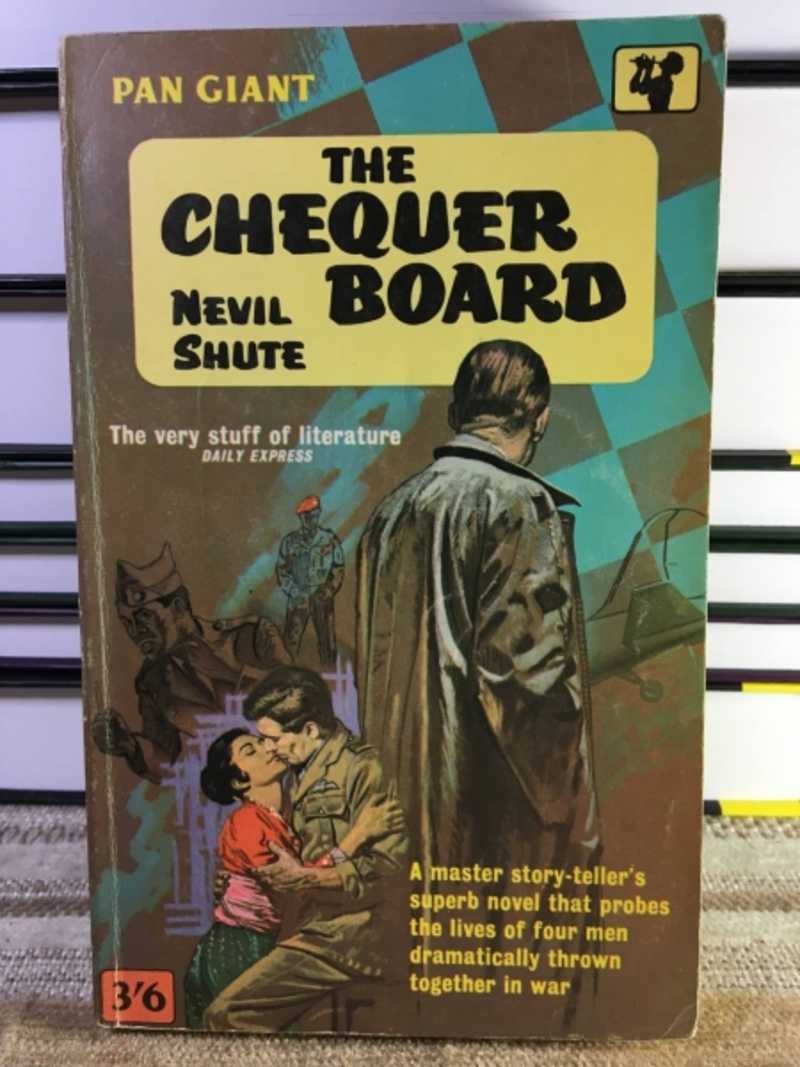 PAN GIANT
THE
CHEQUER
BOARD
NEVIL
SHUTE
The very stuff of literature
DAILY EXPRESS
A master story-teller's
superb novel that probes
the lives of four men
dramatically thrown
together in war
3'6